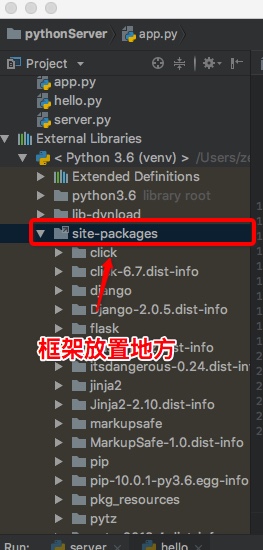 pythonServer
app.py
Project
app.py
hello.py
server.py
External Libraries
< Python 3.6 (venv) >
Extended Definitions
python3.6 library root
lib-dynload
site-packages
click
click-6.7.dist-info
django
Django-2.0.5.dist-info
flask
框架放置地方
itsdangerous-0.24.dist-in
jinja2
Jinja2-2.10.dist-info
markupsafe
MarkupSafe-1.0.dist-info
pip
pip-10.0.1-py3.6.egg-info
pkg_resources
pytz
Run: server hello